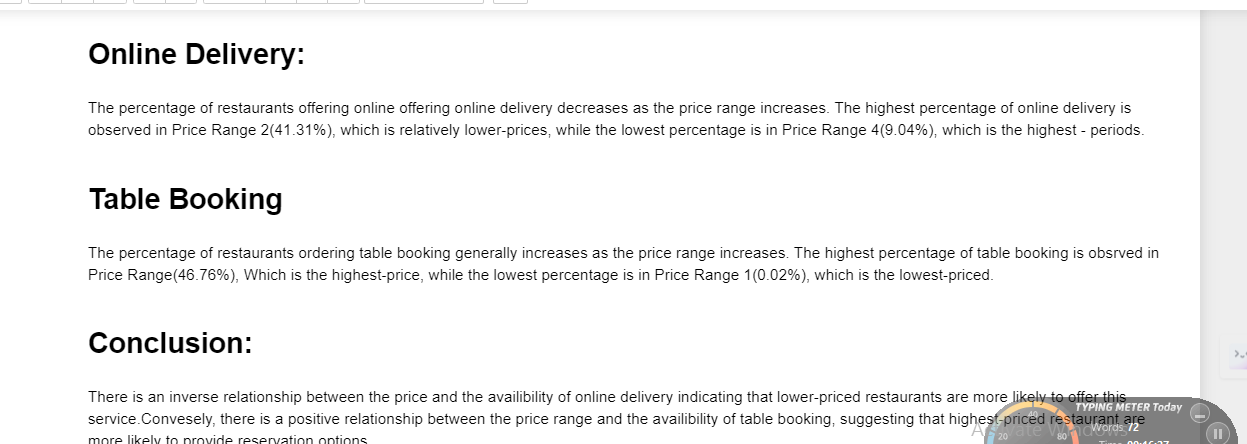 Online Delivery:
The percentage of restaurants offering online offering online delivery decreases as the price range increases. The highest percentage of online delivery is
observed in Price Range 2(41.31%), which is relatively lower-prices, while the lowest percentage is in Price Range 4(9.04%), which is the highest - periods.
Table Booking
The percentage of restaurants ordering table booking generally increases as the price range increases. The highest percentage of table booking is obsrved in
Price Range(46.76%), Which is the highest-price, while the lowest percentage is in Price Range 1(0.02%), which is the lowest-priced.
Conclusion:
There is an inverse relationship between the price and the availibility of online delivery indicating that lower-priced restaurants are more likely to offer this
service.Convesely, there is a positive relationship between the price range and the availibility of table booking, suggesting that highest-priced restaurant are
more likely to provide reservation options
TYPING METER Today
Words 72
20 40 80